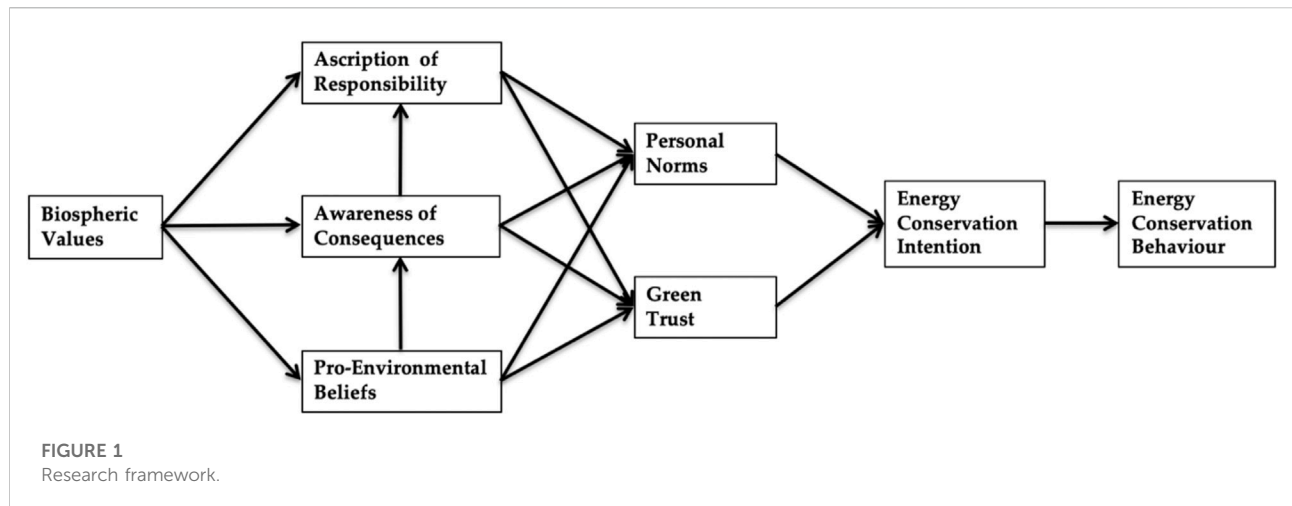 Ascription of
Responsibility
Personal
Norms
Biospheric
Values
Awareness of
Consequences
Energy
Conservation
Intention
Energy
Conservation
Behaviour
Green
Trust
Pro-Environmental
Beliefs
FIGURE 1
Research framework.